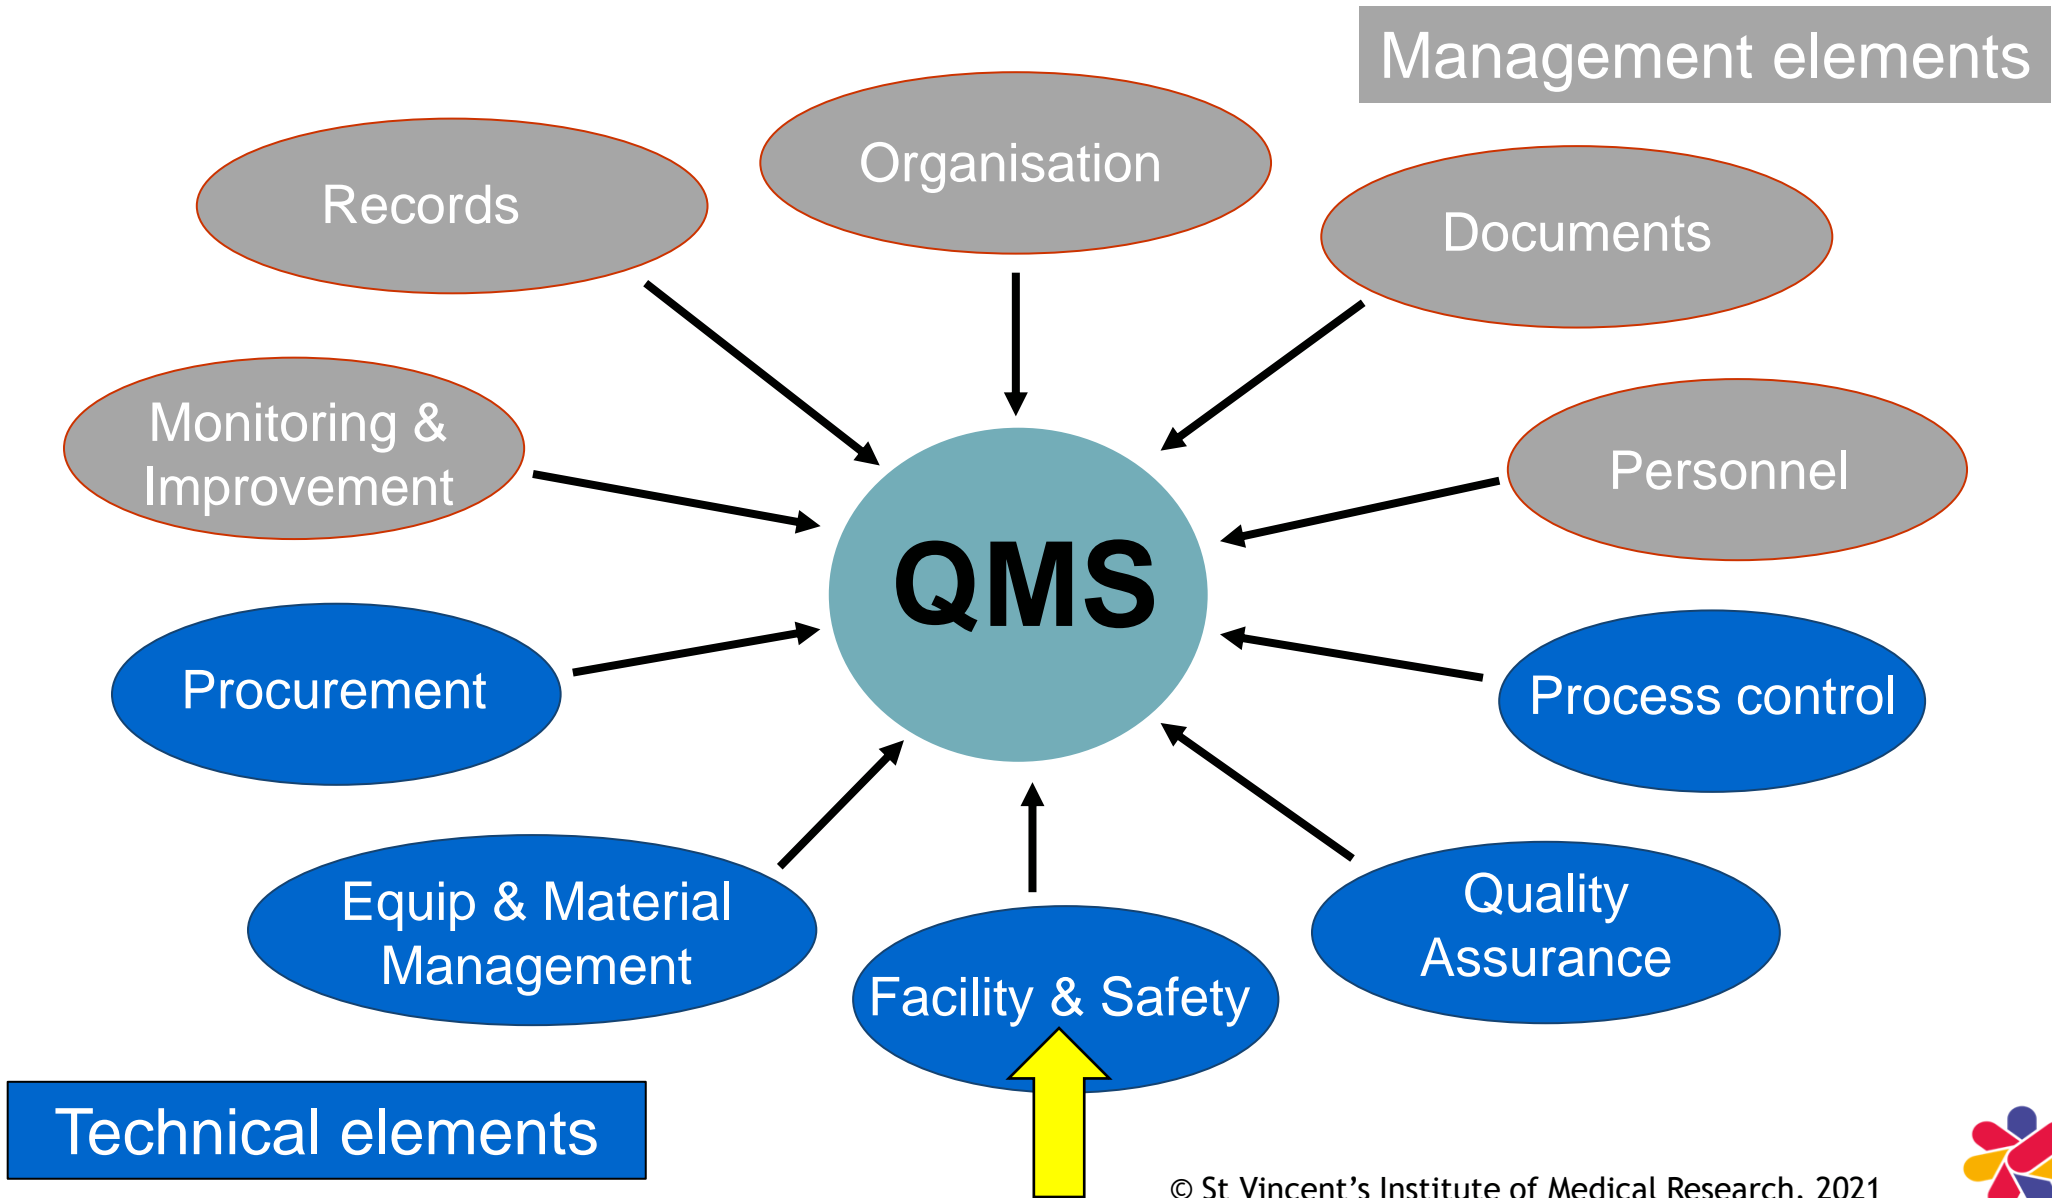 Management elements
Organisation
Records
Documents
Monitoring &
Improvement
Personnel
QMS
Procurement
Process control
Equip & Material
Management
Quality
Assurance
Facility & Safety
Technical elements
© St Vincent's Institute of Medical Research, 2021